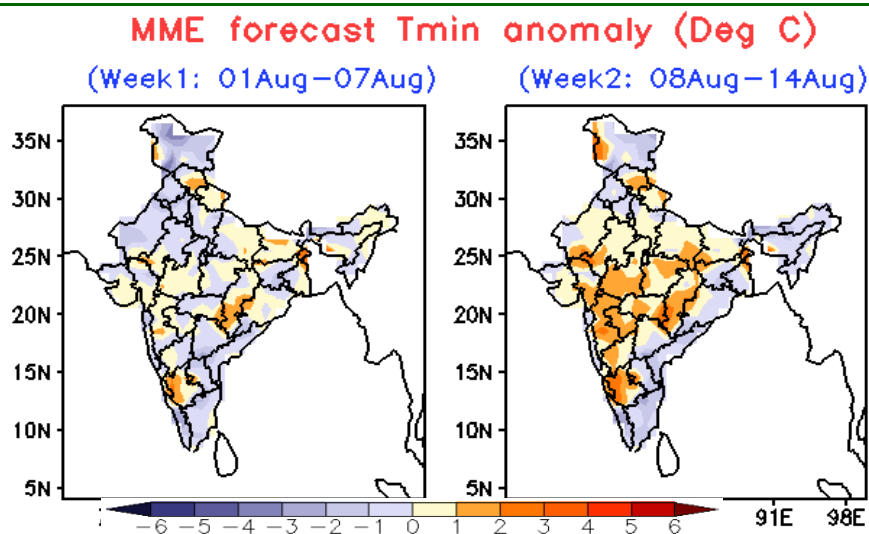 MME forecast Tmin anomaly (Deg C)
(Week1: 01Aug−07Aug) (Week2: 08Aug−14Aug)
35N 35N
30N 30N
25N 25N
20N 20N
15N 15N
10N 10N
5N 5N
91E 98E
−6 −5 −4 −3 −2 −1 0 1 2 3 4 5 6